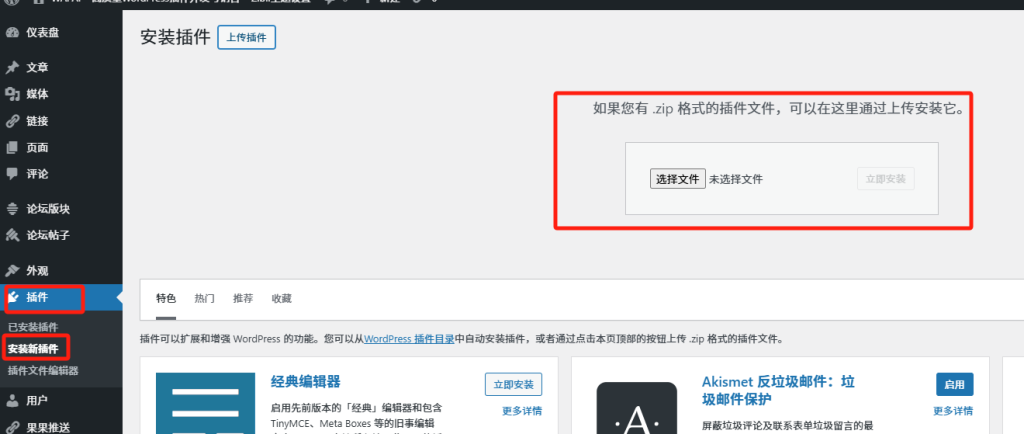 仪表盘
文章
媒体
链接
页面
评论
论坛版块
论坛帖子
外观
插件
已安装插件
安装新插件
插件文件编辑器
用户
果果推送
安装插件
上传插件
如果您有 .zip 格式的插件文件，可以在这里通过上传安装它。
选择文件 未选择文件
立即安装
特色 热门 推荐 收藏
插件可以扩展和增强 WordPress 的功能。您可以从WordPress 插件目录中自动安装插件，或者通过点击本页顶部的按钮上传 .zip 格式的插件文件。
经典编辑器
立即安装
更多详情
启用先前版本的「经典」编辑器和包含
TinyMCE、Meta Boxes 等的旧事编辑
·A·
Akismet 反垃圾邮件：垃
圾邮件保护
启用
更多详情
屏蔽垃圾评论及联系表单垃圾留言的最